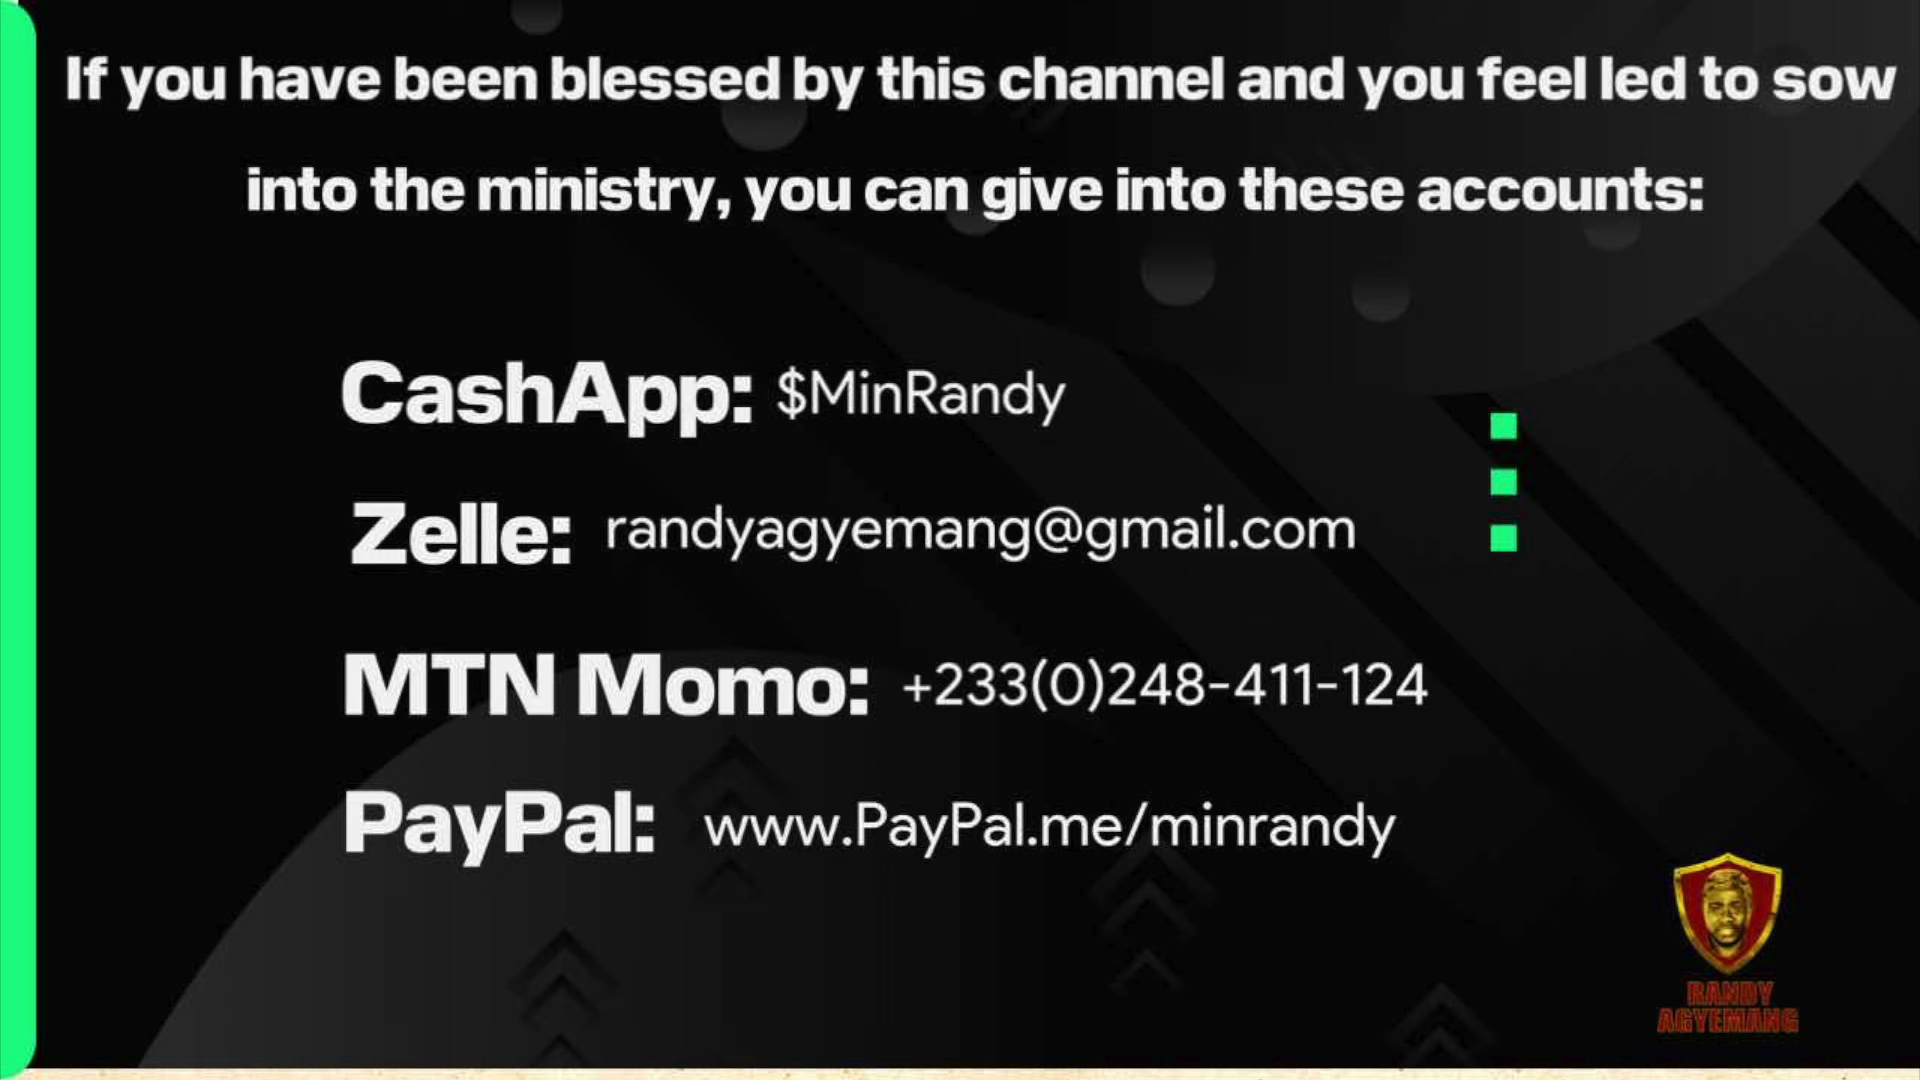 If you have been blessed by this channel and you feel led to sow
into the ministry, you can give into these accounts:
CashApp: $MinRandy
Zelle: randyagyemang@gmail.com
MTN Momo: +233(0)248-411-124
PayPal: www.PayPal.me/minrandy
RANDY
AGYEMANG